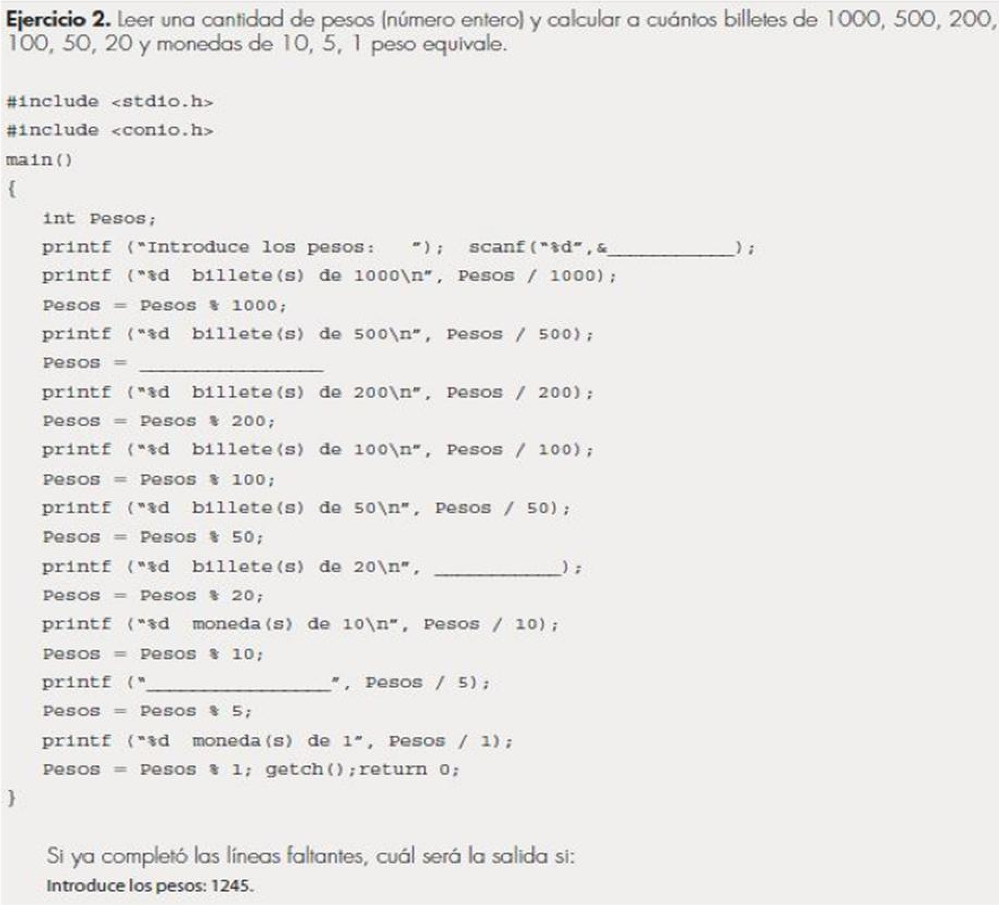 Ejercicio 2. Leer una cantidad de pesos (número entero) y calcular a cuántos billetes de 1000, 500, 200,
100, 50, 20 y monedas de 10, 5, 1 peso equivale.
#include <stdio.h>
#include <conio.h>
main()
{
int Pesos;
printf ("Introduce los pesos:   ");  scanf("%d",&___________);
printf ("%d  billete(s) de 1000\n", Pesos / 1000);
Pesos = Pesos % 1000;
printf ("%d  billete(s) de 500\n", Pesos / 500);
Pesos = ________________
printf ("%d  billete(s) de 200\n", Pesos / 200);
Pesos = Pesos % 200;
printf ("%d  billete(s) de 100\n", Pesos / 100);
Pesos = Pesos % 100;
printf ("%d  billete(s) de 50\n", Pesos / 50);
Pesos = Pesos % 50;
printf ("%d  billete(s) de 20\n", ___________);
Pesos = Pesos % 20;
printf ("%d  moneda(s) de 10\n", Pesos / 10);
Pesos = Pesos % 10;
printf ("________________", Pesos / 5);
Pesos = Pesos % 5;
printf ("%d  moneda(s) de 1", Pesos / 1);
Pesos = Pesos % 1; getch();return 0;
}
Si ya completó las líneas faltantes, cuál será la salida si:
Introduce los pesos: 1245.